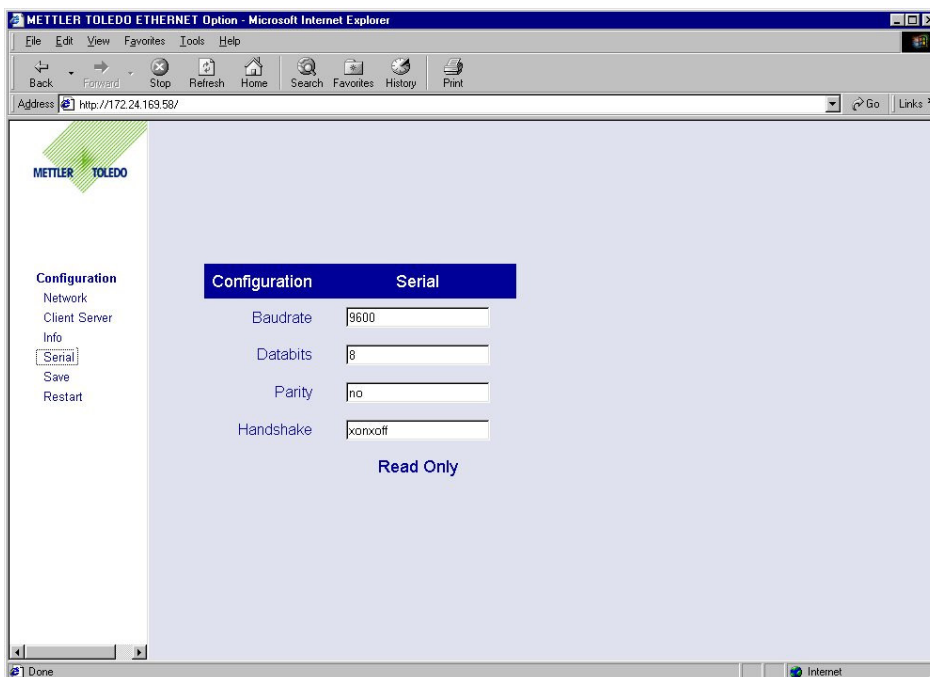 METTLER TOLEDO ETHERNET Option - Microsoft Internet Explorer
File Edit View Favorites Tools Help
Back Forward Stop Refresh Home Search Favorites History Print
Address http://172.24.169.58/ Go Links
METTLER TOLEDO
Configuration
Network
Client Server
Info
Serial
Save
Restart
Configuration Serial
Baudrate 9600
Databits 8
Parity no
Handshake xonxoff
Read Only
Done Internet